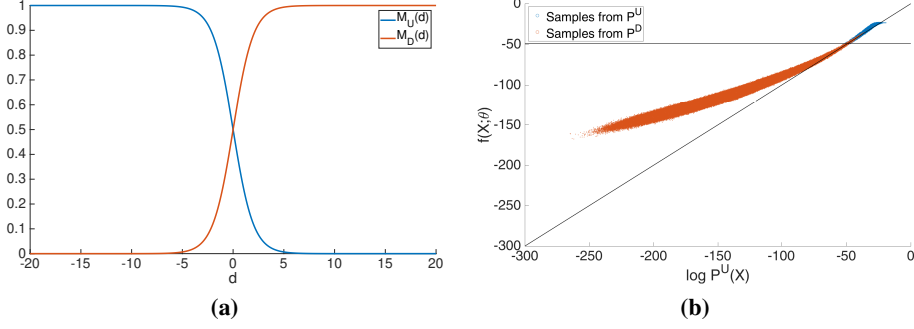 1
0.9
0.8
0.7
0.6
0.5
0.4
0.3
0.2
0.1
0
-20 -15 -10 -5 0 5 10 15 20
d
M_U(d)
M_D(d)
(a)
0
-50
-100
-150
-200
-250
-300
f(X;θ)
Samples from P^U
Samples from P^D
-300 -250 -200 -150 -100 -50 0
log P^U(X)
(b)